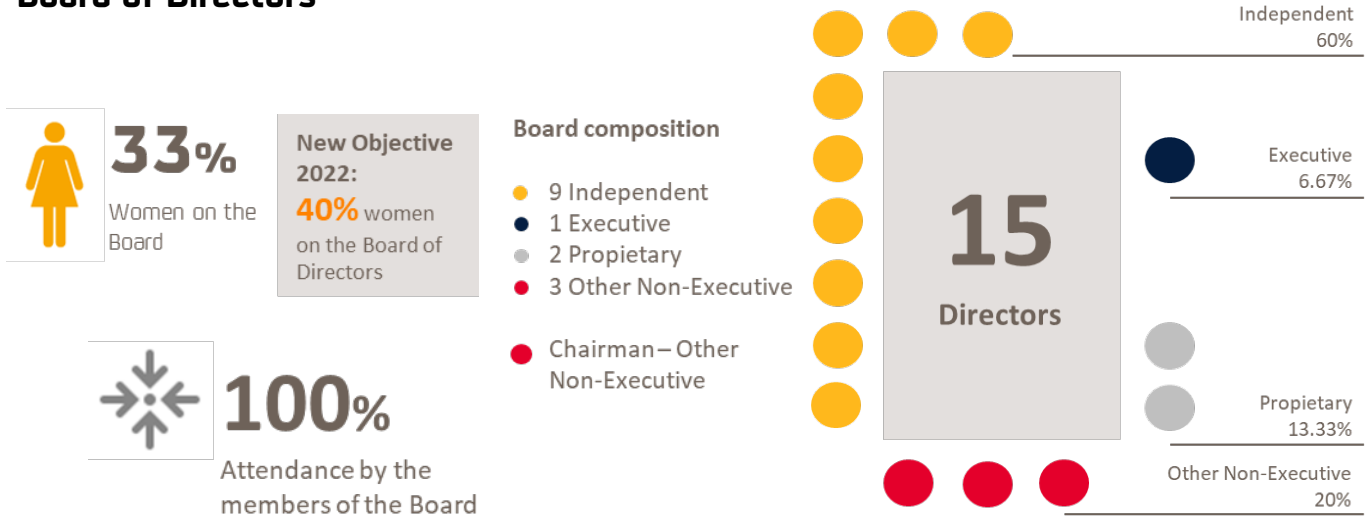 Board of Directors
33%
Women on the
Board
New Objective
2022:
40% women
on the Board of
Directors
100%
Attendance by the
members of the Board
Board composition
9 Independent
1 Executive
2 Propietary
3 Other Non-Executive
Chairman – Other
Non-Executive
15
Directors
Independent
60%
Executive
6.67%
Propietary
13.33%
Other Non-Executive
20%